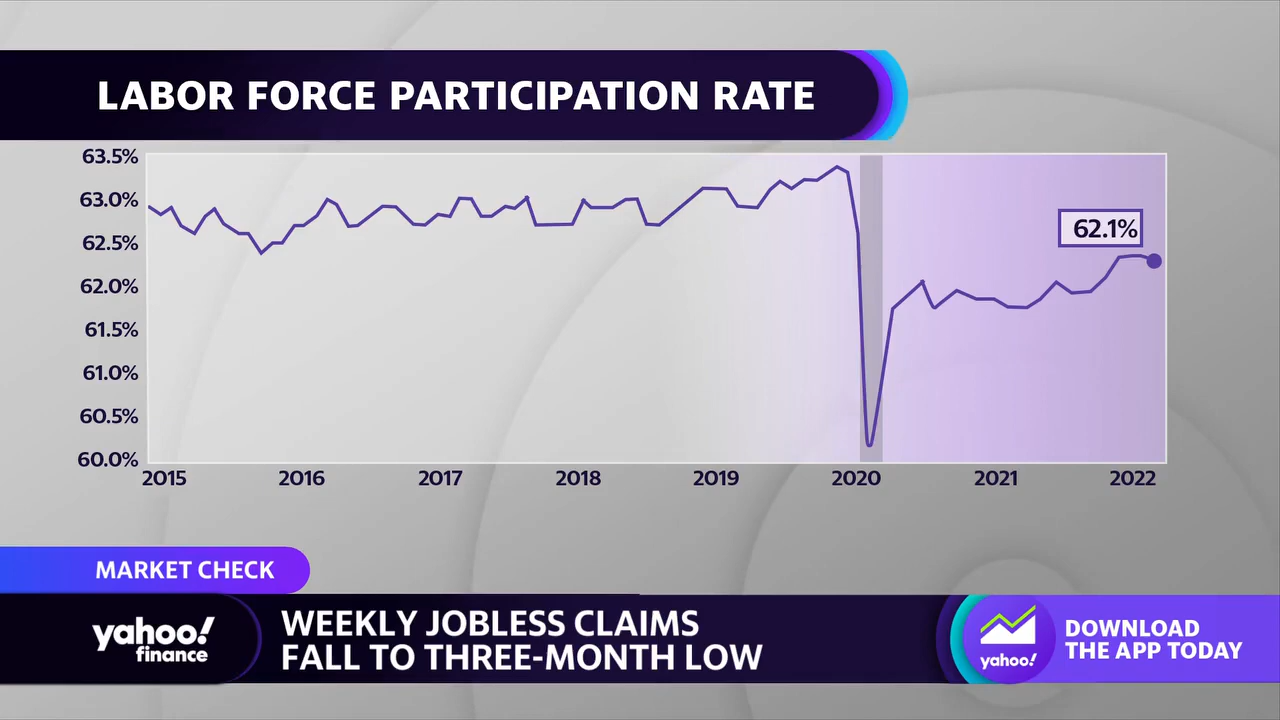 LABOR FORCE PARTICIPATION RATE
63.5%
63.0%
62.5%
62.0%
61.5%
61.0%
60.5%
60.0%
62.1%
2015 2016 2017 2018 2019 2020 2021 2022
MARKET CHECK
yahoo!
finance
WEEKLY JOBLESS CLAIMS
FALL TO THREE-MONTH LOW
yahoo!
DOWNLOAD
THE APP TODAY